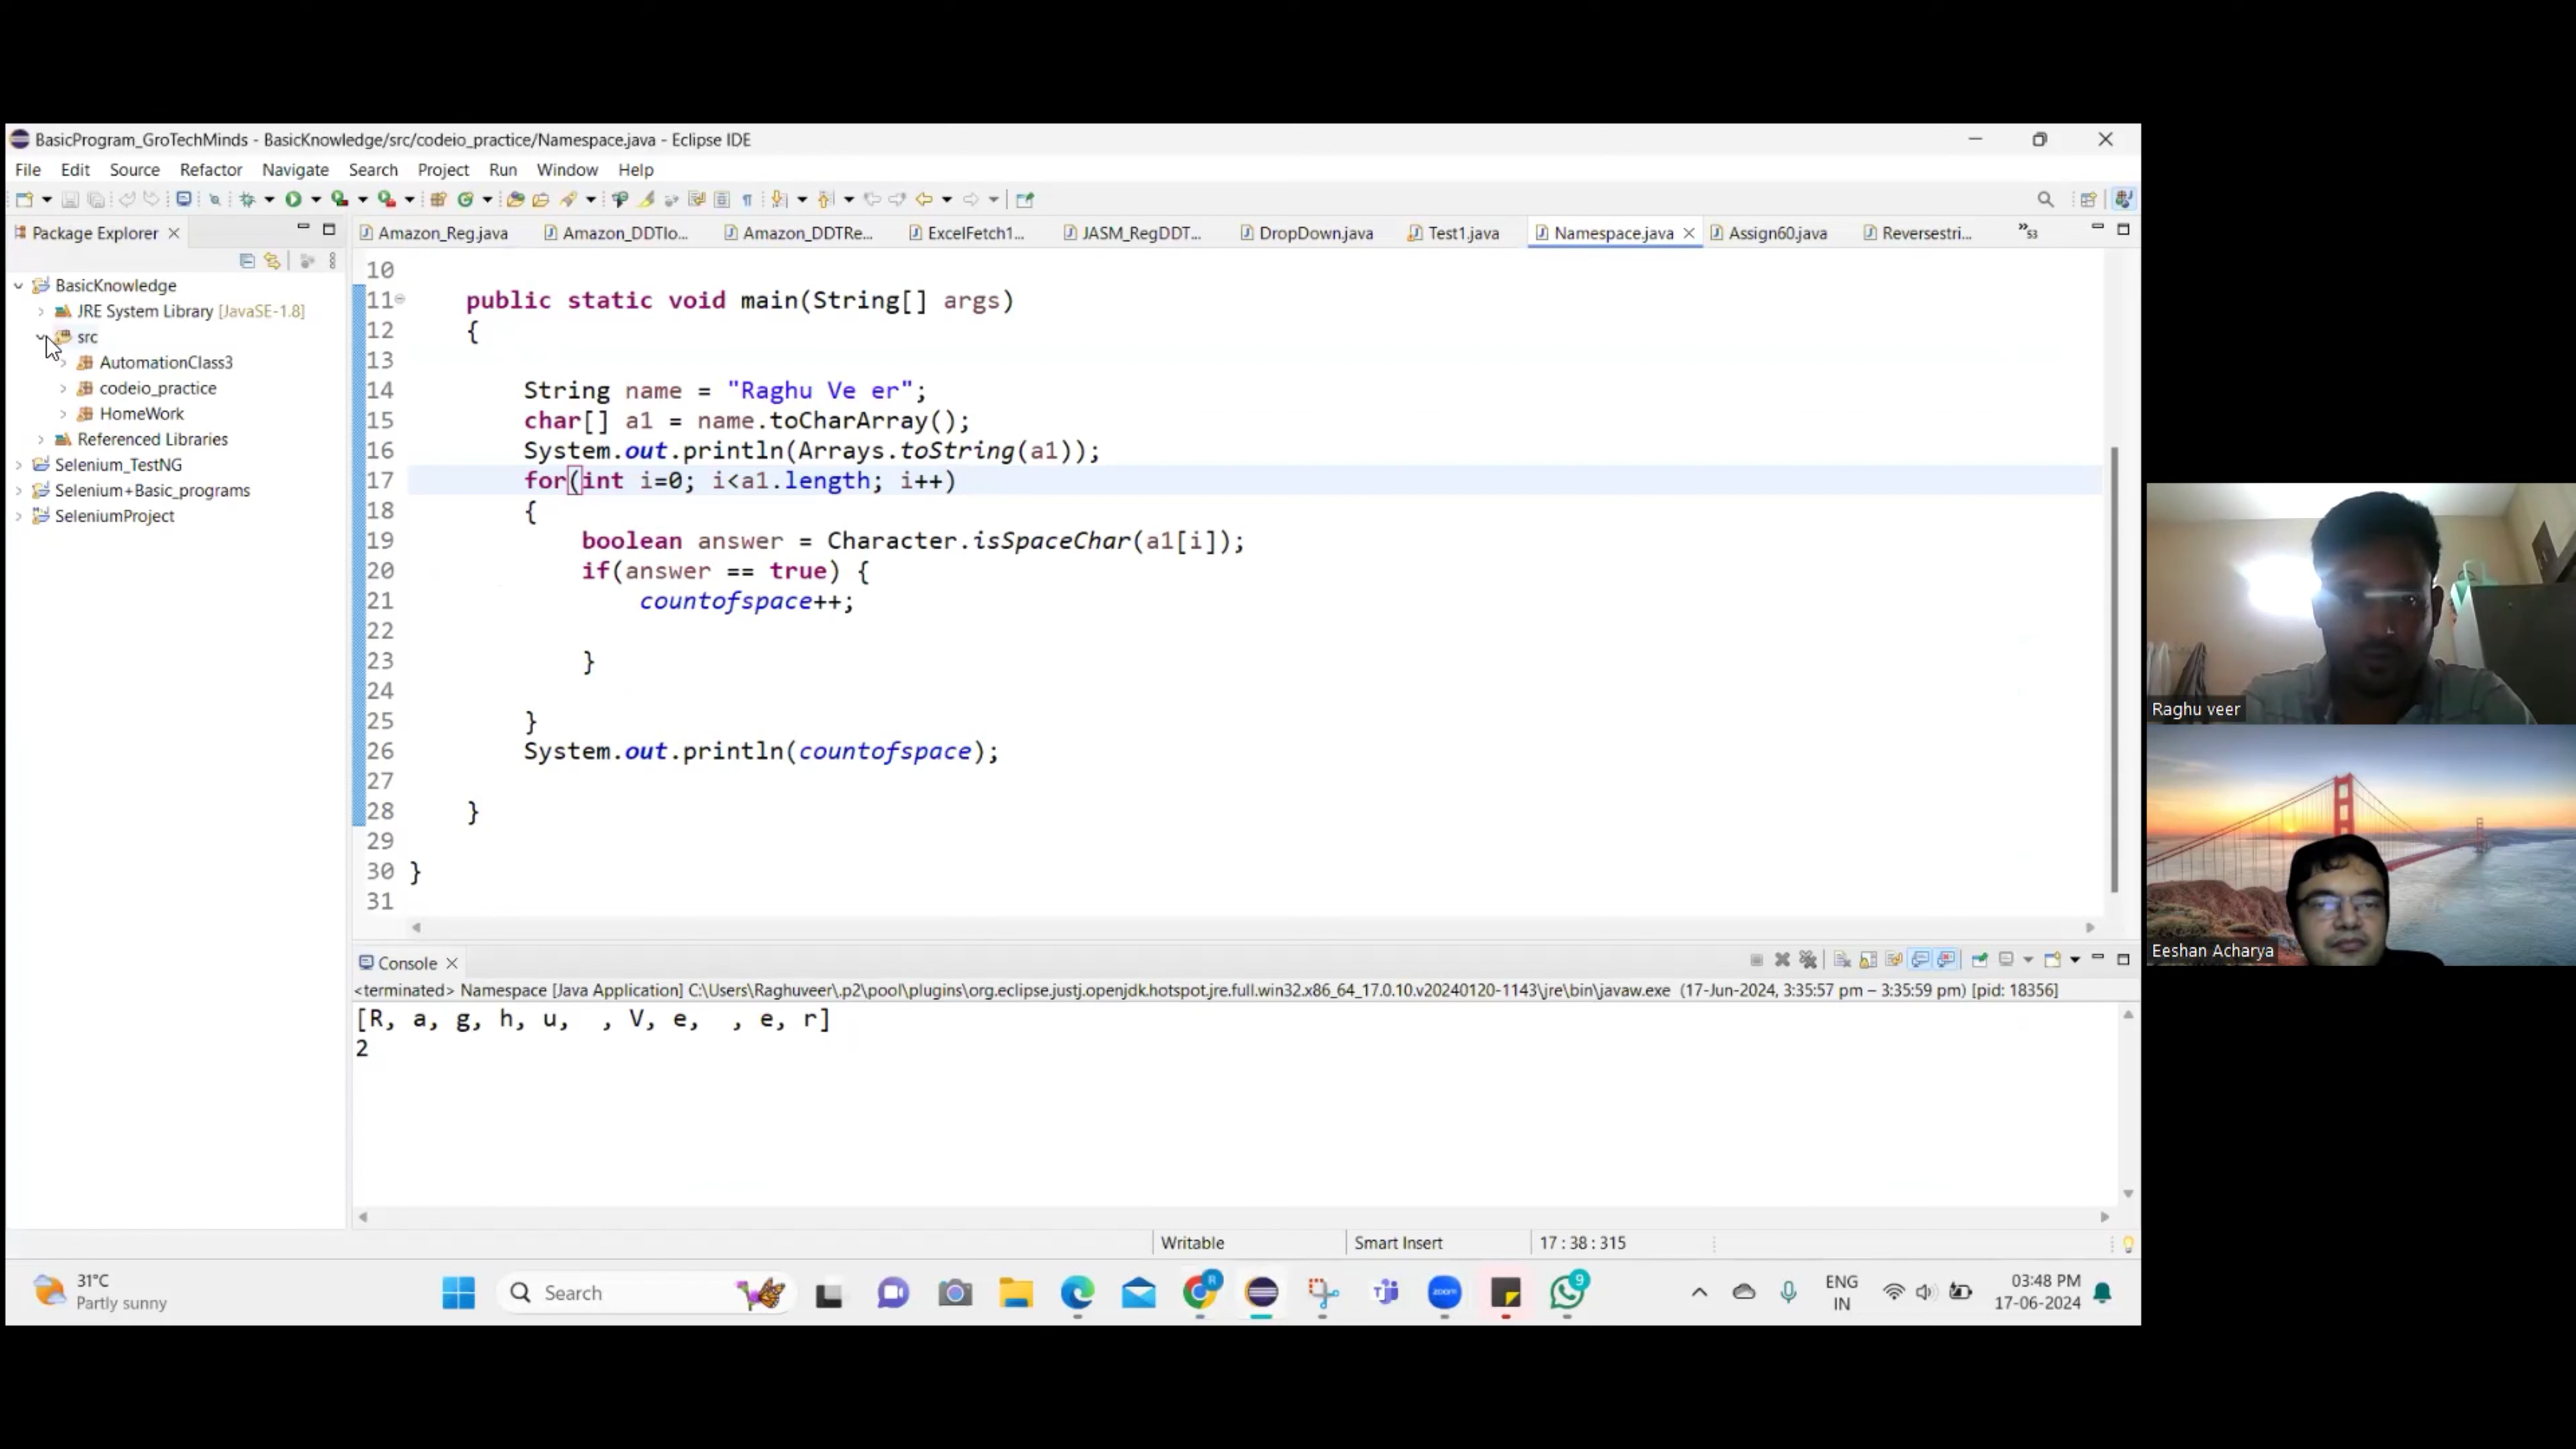 BasicProgram_GroTechMinds - BasicKnowledge/src/codeio_practice/Namespace.java - Eclipse IDE
File Edit Source Refactor Navigate Search Project Run Window Help
Package Explorer
Amazon_Reg.java Amazon_DDTlo... Amazon_DDTRe... ExcelFetch1... JASM_RegDDT... DropDown.java Test1.java Namespace.java Assign60.java Reversestri... »53
BasicKnowledge
JRE System Library [JavaSE-1.8]
src
AutomationClass3
codeio_practice
HomeWork
Referenced Libraries
Selenium_TestNG
Selenium+Basic_programs
SeleniumProject
10
11 public static void main(String[] args)
12 {
13
14 String name = "Raghu Ve er";
15 char[] a1 = name.toCharArray();
16 System.out.println(Arrays.toString(a1));
17 for(int i=0; i<a1.length; i++)
18 {
19 boolean answer = Character.isSpaceChar(a1[i]);
20 if(answer == true) {
21 countofspace++;
22
23 }
24
25 }
26 System.out.println(countofspace);
27
28 }
29
30 }
31
Console
<terminated> Namespace [Java Application] C:\Users\Raghuveer\.p2\pool\plugins\org.eclipse.justj.openjdk.hotspot.jre.full.win32.x86_64_17.0.10.v20240120-1143\jre\bin\javaw.exe (17-Jun-2024, 3:35:57 pm – 3:35:59 pm) [pid: 18356]
[R, a, g, h, u,  , V, e,  , e, r]
2
Writable Smart Insert 17 : 38 : 315
31°C
Partly sunny
Search
R
zoom
9
ENG
IN
03:48 PM
17-06-2024
Raghu veer
Eeshan Acharya